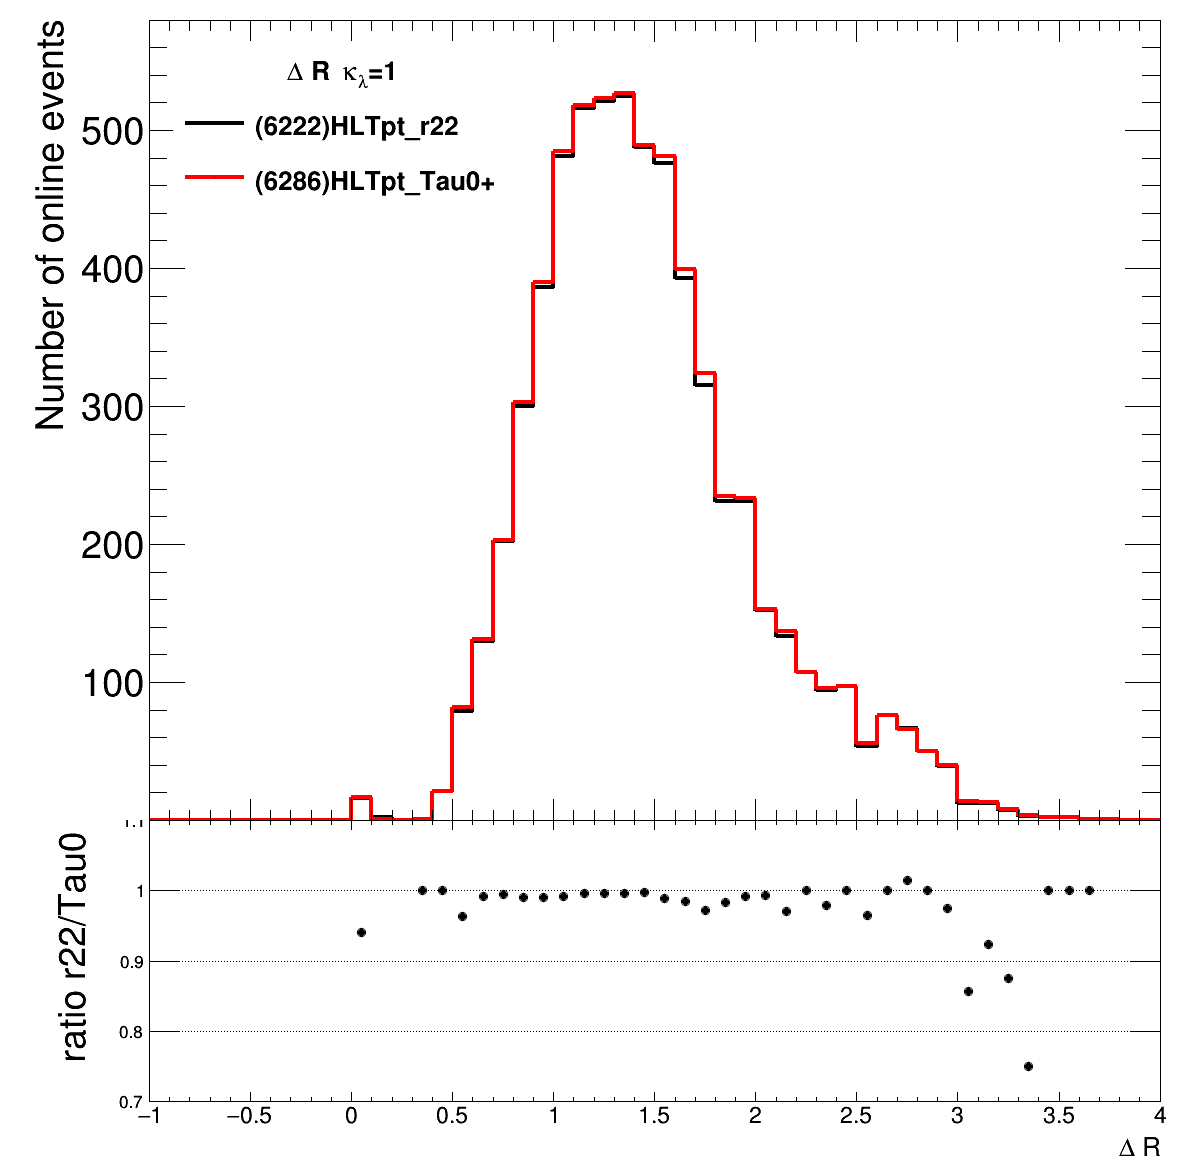 Δ R κλ=1
(6222)HLTpt_r22
(6286)HLTpt_Tau0+
Number of online events
500
400
300
200
100
1.1
1
0.9
0.8
0.7
ratio r22/Tau0
−1 −0.5 0 0.5 1 1.5 2 2.5 3 3.5 4
Δ R